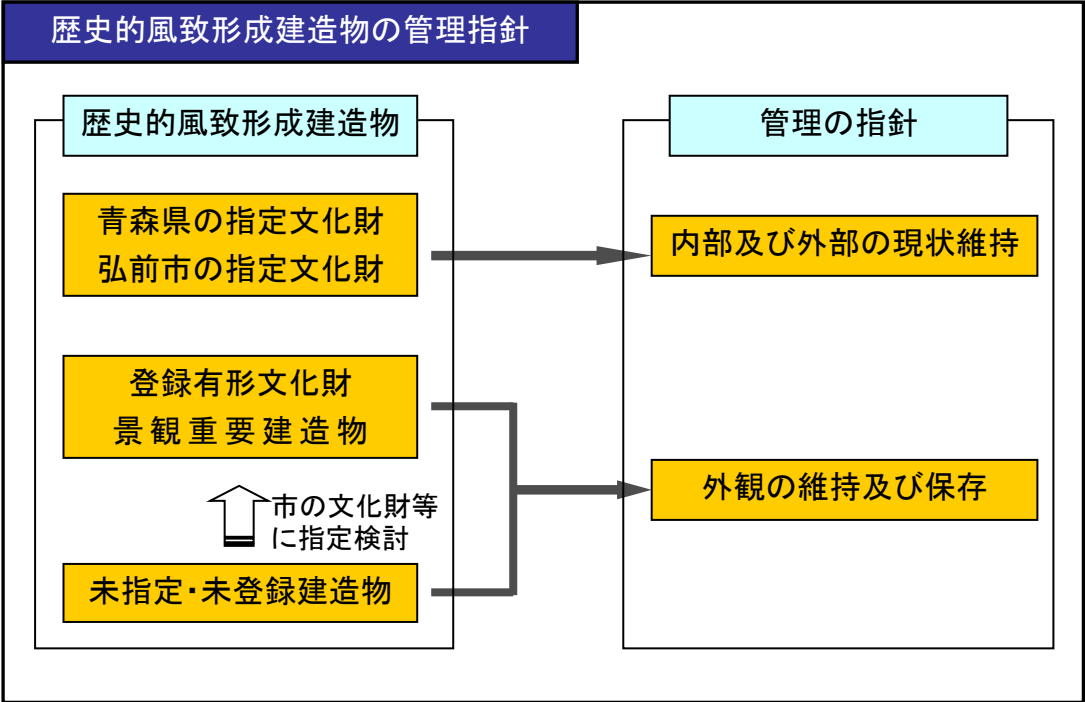 歴史的風致形成建造物の管理指針
歴史的風致形成建造物
青森県の指定文化財
弘前市の指定文化財
登録有形文化財
景観重要建造物
市の文化財等
に指定検討
未指定・未登録建造物
管理の指針
内部及び外部の現状維持
外観の維持及び保存